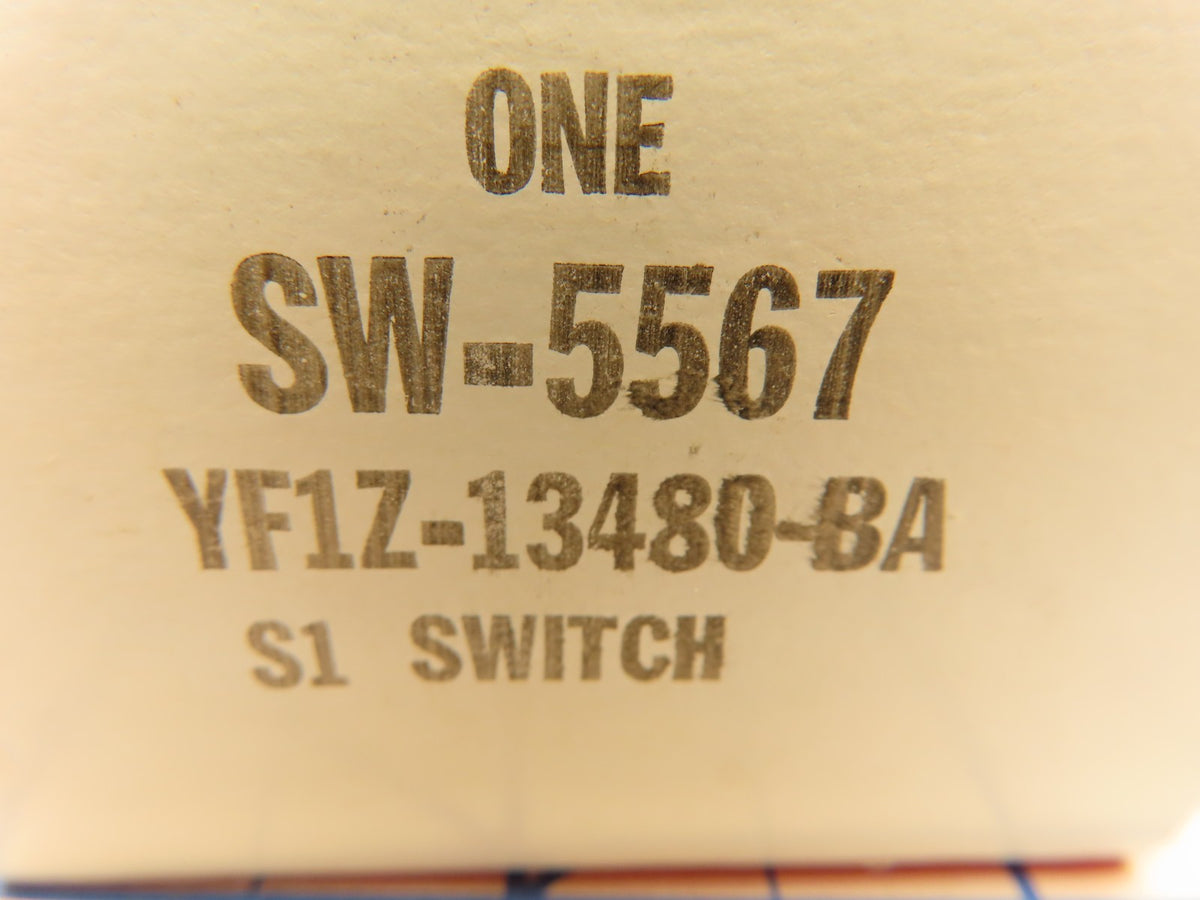 ONE
SW-5567
YF1Z-13480-BA
S1 SWITCH